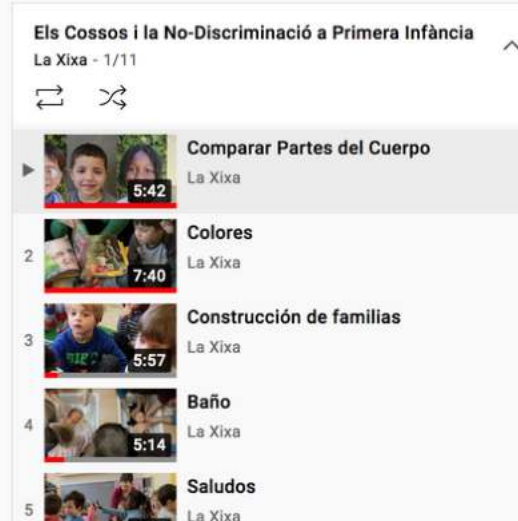 Els Cossos i la No-Discriminació a Primera Infància
La Xixa - 1/11
Comparar Partes del Cuerpo
La Xixa
5:42
2
Colores
La Xixa
7:40
3
Construcción de familias
La Xixa
5:57
4
Baño
La Xixa
5:14
5
Saludos
La Xixa